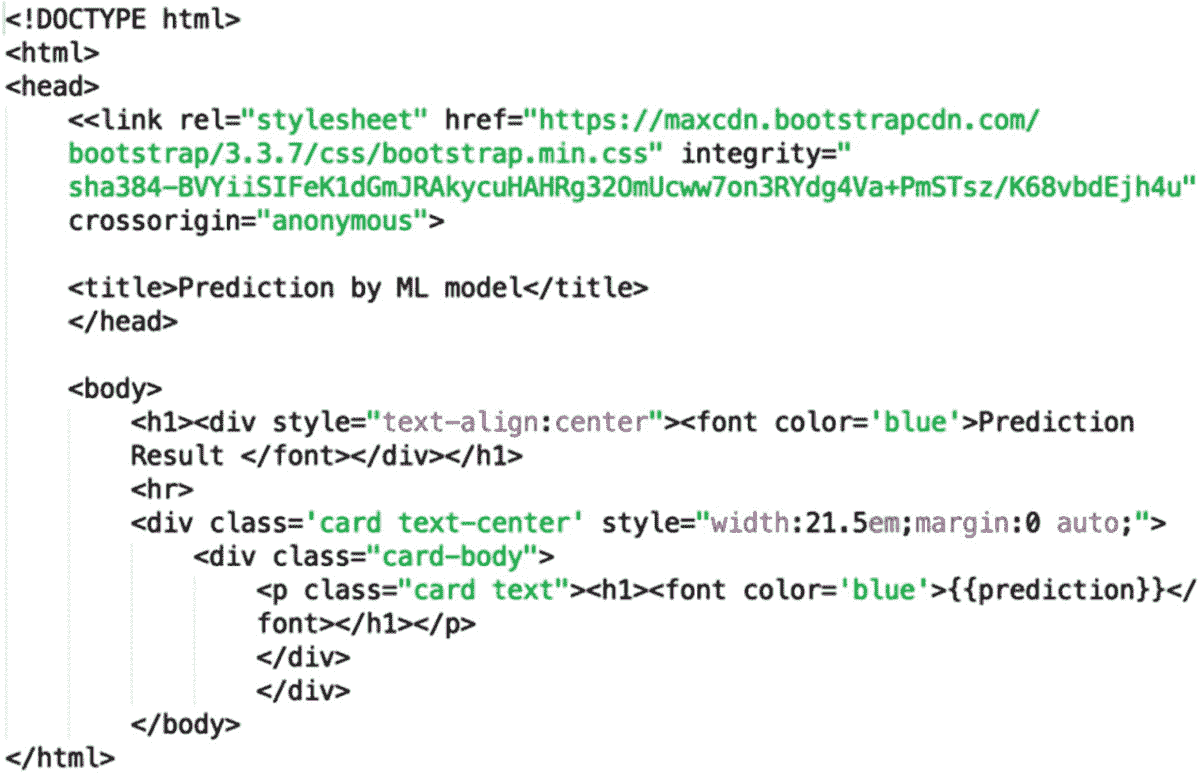 <!DOCTYPE html>
<html>
<head>
<<link rel="stylesheet" href="https://maxcdn.bootstrapcdn.com/
bootstrap/3.3.7/css/bootstrap.min.css" integrity="
sha384-BVYiiSIFeK1dGmJRAkycuHAHRg32OmUcww7on3RYdg4Va+PmSTsz/K68vbdEjh4u"
crossorigin="anonymous">
<title>Prediction by ML model</title>
</head>
<body>
<h1><div style="text-align:center"><font color='blue'>Prediction
Result </font></div></h1>
<hr>
<div class='card text-center' style="width:21.5em;margin:0 auto;">
<div class="card-body">
<p class="card text"><h1><font color='blue'>{{prediction}}</
font></h1></p>
</div>
</div>
</body>
</html>